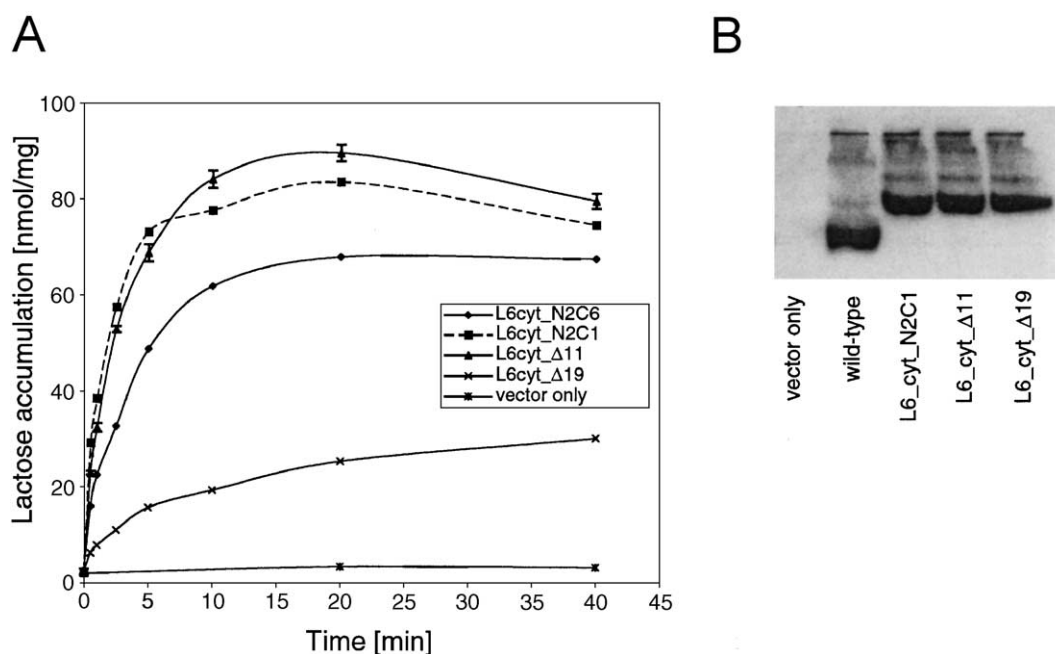 A
B
100
80
60
40
20
0
Lactose accumulation [nmol/mg]
0 5 10 15 20 25 30 35 40 45
Time [min]
L6cyt_N2C6
L6cyt_N2C1
L6cyt_Δ11
L6cyt_Δ19
vector only
vector only
wild-type
L6_cyt_N2C1
L6_cyt_Δ11
L6_cyt_Δ19